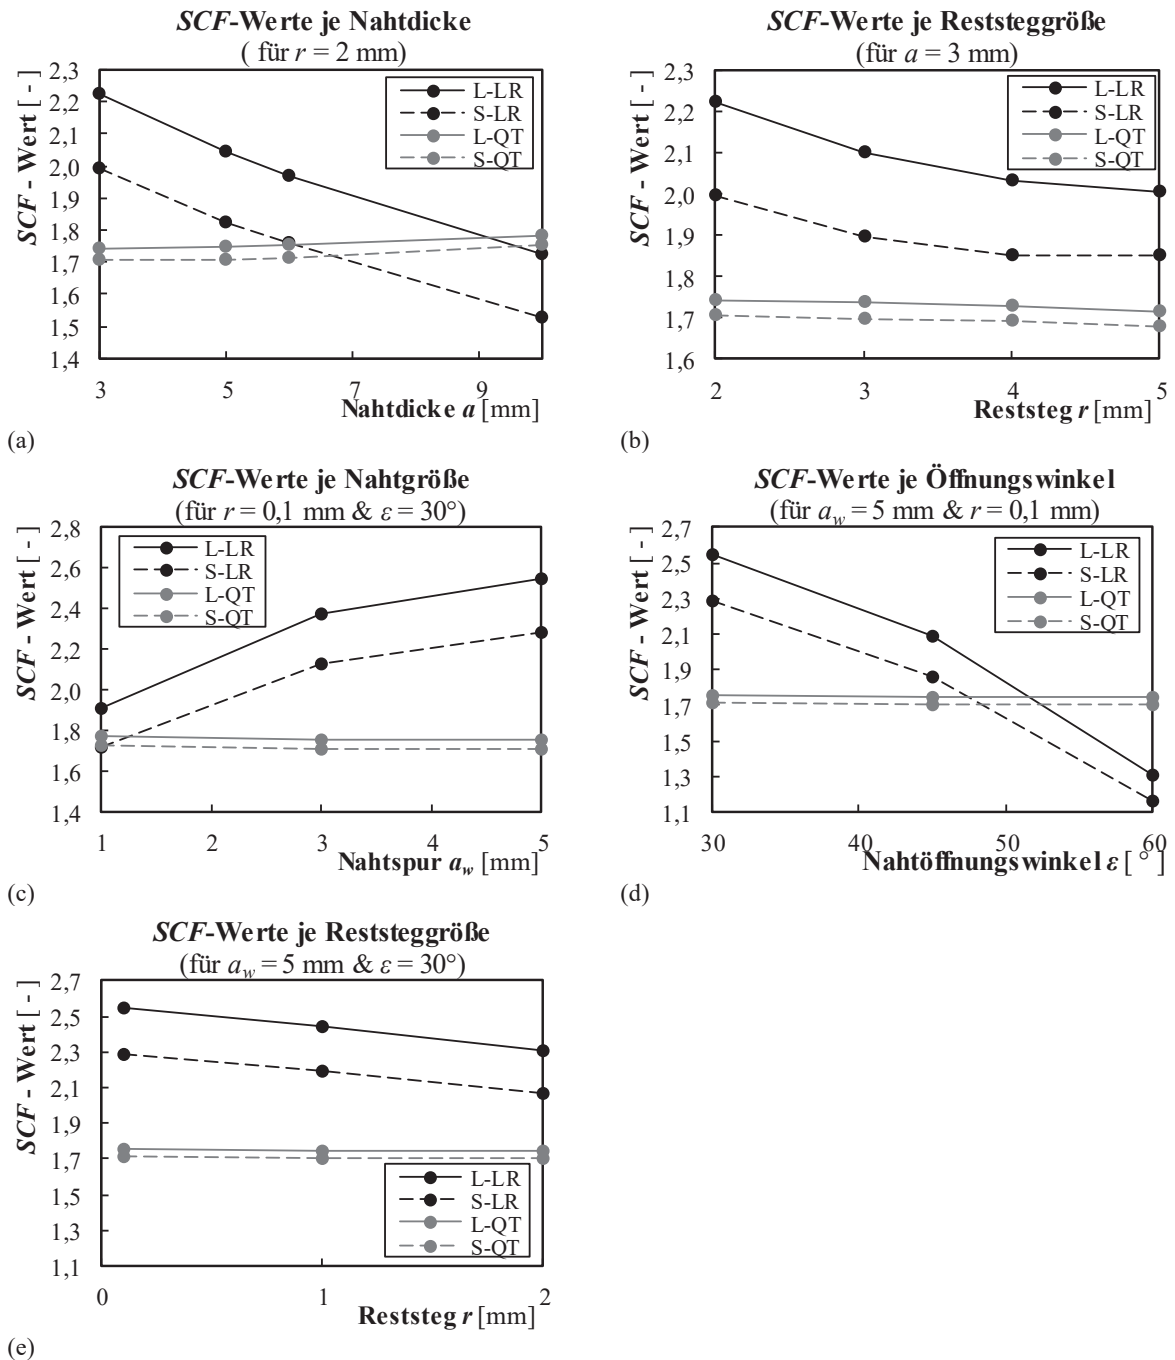 SCF-Werte je Nahtdicke
( für r = 2 mm)
SCF - Wert [ - ]
2,3
2,2
2,1
2,0
1,9
1,8
1,7
1,6
1,5
1,4
L-LR
S-LR
L-QT
S-QT
3 5 7 9
Nahtdicke a [mm]
(a)
SCF-Werte je Reststeggröße
(für a = 3 mm)
SCF - Wert [ - ]
2,3
2,2
2,1
2,0
1,9
1,8
1,7
1,6
L-LR
S-LR
L-QT
S-QT
2 3 4 5
Reststeg r [mm]
(b)
SCF-Werte je Nahtgröße
(für r = 0,1 mm & ε = 30°)
SCF - Wert [ - ]
2,8
2,6
2,4
2,2
2,0
1,8
1,6
1,4
L-LR
S-LR
L-QT
S-QT
1 2 3 4 5
Nahtspur aw [mm]
(c)
SCF-Werte je Öffnungswinkel
(für aw = 5 mm & r = 0,1 mm)
SCF - Wert [ - ]
2,7
2,5
2,3
2,1
1,9
1,7
1,5
1,3
1,1
L-LR
S-LR
L-QT
S-QT
30 40 50 60
Nahtöffnungswinkel ε [ ° ]
(d)
SCF-Werte je Reststeggröße
(für aw = 5 mm & ε = 30°)
SCF - Wert [ - ]
2,7
2,5
2,3
2,1
1,9
1,7
1,5
1,3
1,1
L-LR
S-LR
L-QT
S-QT
0 1 2
Reststeg r [mm]
(e)